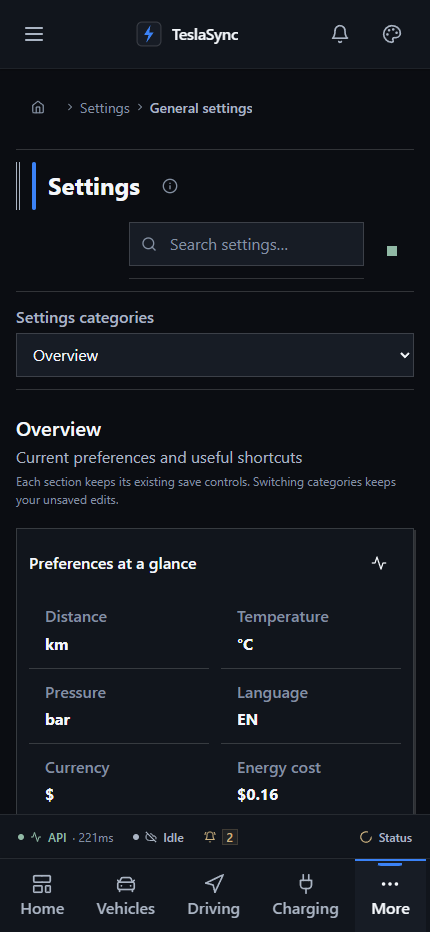 TeslaSync
Settings
General settings
Settings
Search settings...
Settings categories
Overview
Overview
Current preferences and useful shortcuts
Each section keeps its existing save controls. Switching categories keeps
your unsaved edits.
Preferences at a glance
Distance
km
Temperature
°C
Pressure
bar
Language
EN
Currency
$
Energy cost
$0.16
API · 221ms
Idle
2
Status
Home
Vehicles
Driving
Charging
More